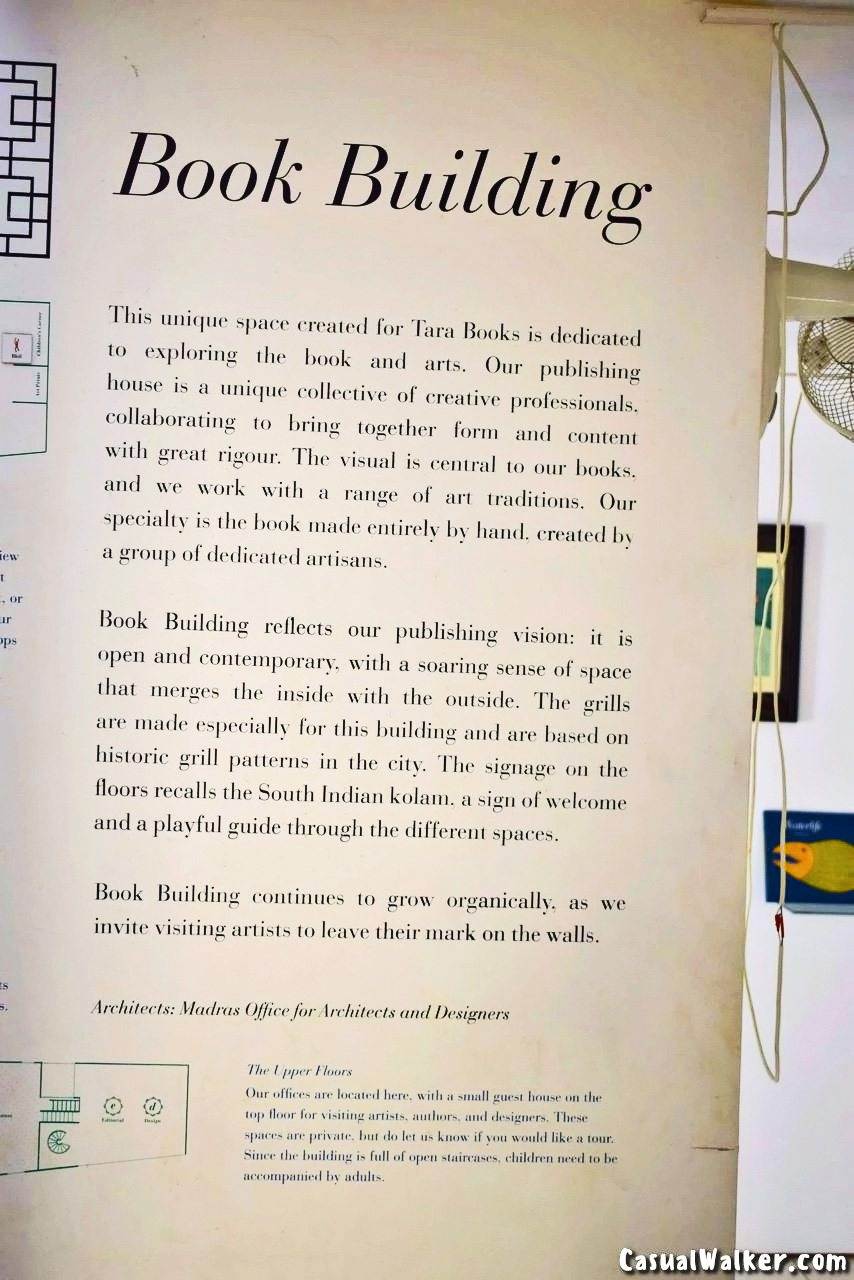 Book Building
This unique space created for Tara Books is dedicated
to exploring the book and arts. Our publishing
house is a unique collective of creative professionals,
collaborating to bring together form and content
with great rigour. The visual is central to our books,
and we work with a range of art traditions. Our
specialty is the book made entirely by hand, created by
a group of dedicated artisans.
Book Building reflects our publishing vision: it is
open and contemporary, with a soaring sense of space
that merges the inside with the outside. The grills
are made especially for this building and are based on
historic grill patterns in the city. The signage on the
floors recalls the South Indian kolam, a sign of welcome
and a playful guide through the different spaces.
Book Building continues to grow organically, as we
invite visiting artists to leave their mark on the walls.
Architects: Madras Office for Architects and Designers
The Upper Floors
Our offices are located here, with a small guest house on the
top floor for visiting artists, authors, and designers. These
spaces are private, but do let us know if you would like a tour.
Since the building is full of open staircases, children need to be
accompanied by adults.
e
Editorial
d
Design
Children's Corner
or
Waterlife
CasualWalker.com